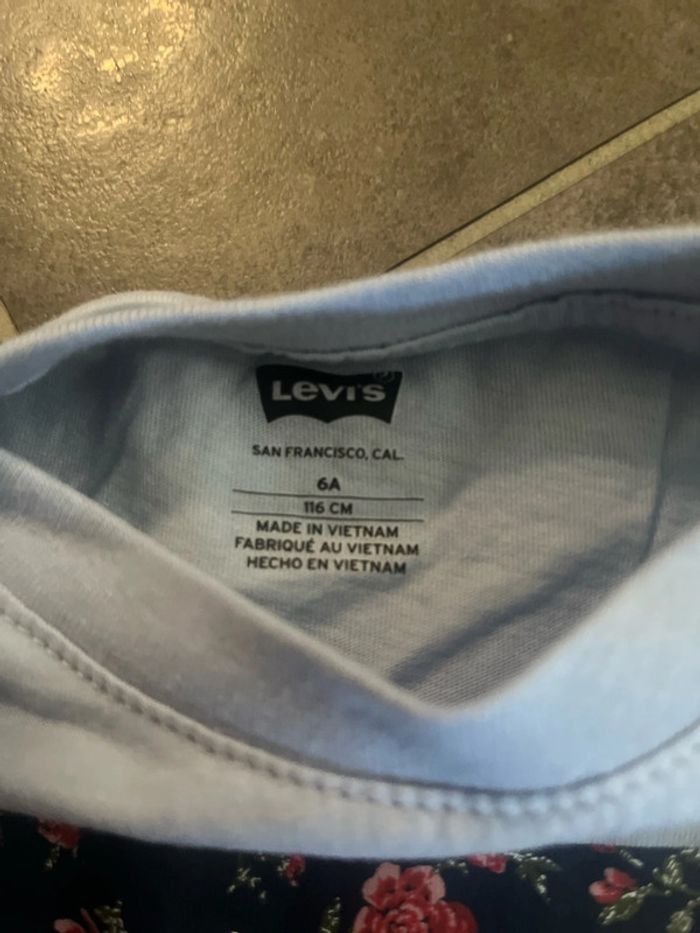 Levi's
SAN FRANCISCO, CAL.
6A
116 CM
MADE IN VIETNAM
FABRIQUÉ AU VIETNAM
HECHO EN VIETNAM